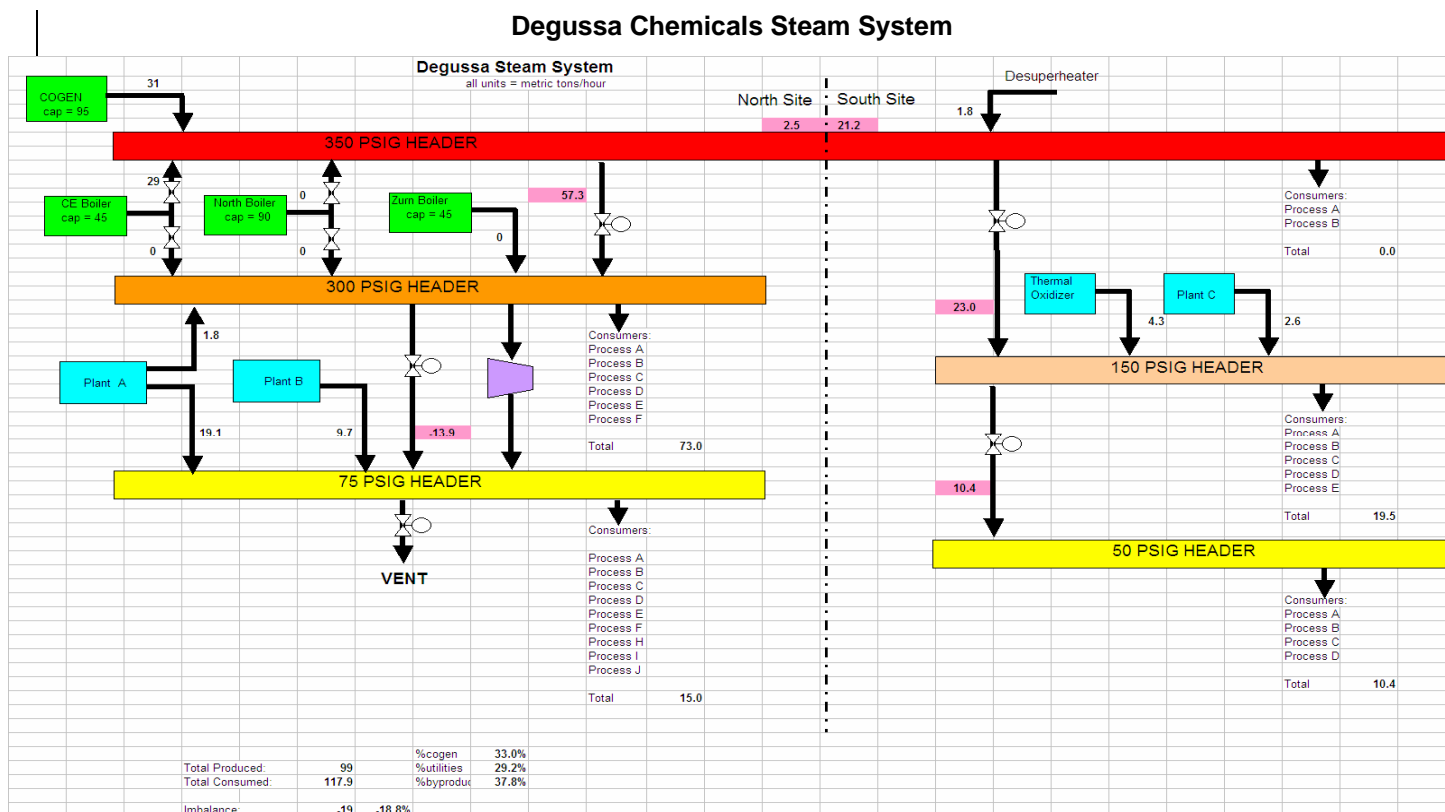 Degussa Chemicals Steam System
Degussa Steam System
all units = metric tons/hour
North Site
South Site
Desuperheater
COGEN
cap = 95
31
1.8
2.5
21.2
350 PSIG HEADER
29
CE Boiler
cap = 45
0
0
North Boiler
cap = 90
0
Zurn Boiler
cap = 45
0
57.3
Consumers:
Process A
Process B
Total 0.0
300 PSIG HEADER
Thermal
Oxidizer
Plant C
23.0
4.3
2.6
1.8
Plant A
Plant B
19.1
9.7
-13.9
Consumers:
Process A
Process B
Process C
Process D
Process E
Process F
Total 73.0
150 PSIG HEADER
Consumers:
Process A
Process B
Process C
Process D
Process E
Total 19.5
10.4
75 PSIG HEADER
VENT
Consumers:
Process A
Process B
Process C
Process D
Process E
Process F
Process H
Process I
Process J
Total 15.0
50 PSIG HEADER
Consumers:
Process A
Process B
Process C
Process D
Total 10.4
%cogen 33.0%
Total Produced: 99 %utilities 29.2%
Total Consumed: 117.9 %byproduc 37.8%
Imbalance: -19 -18.8%